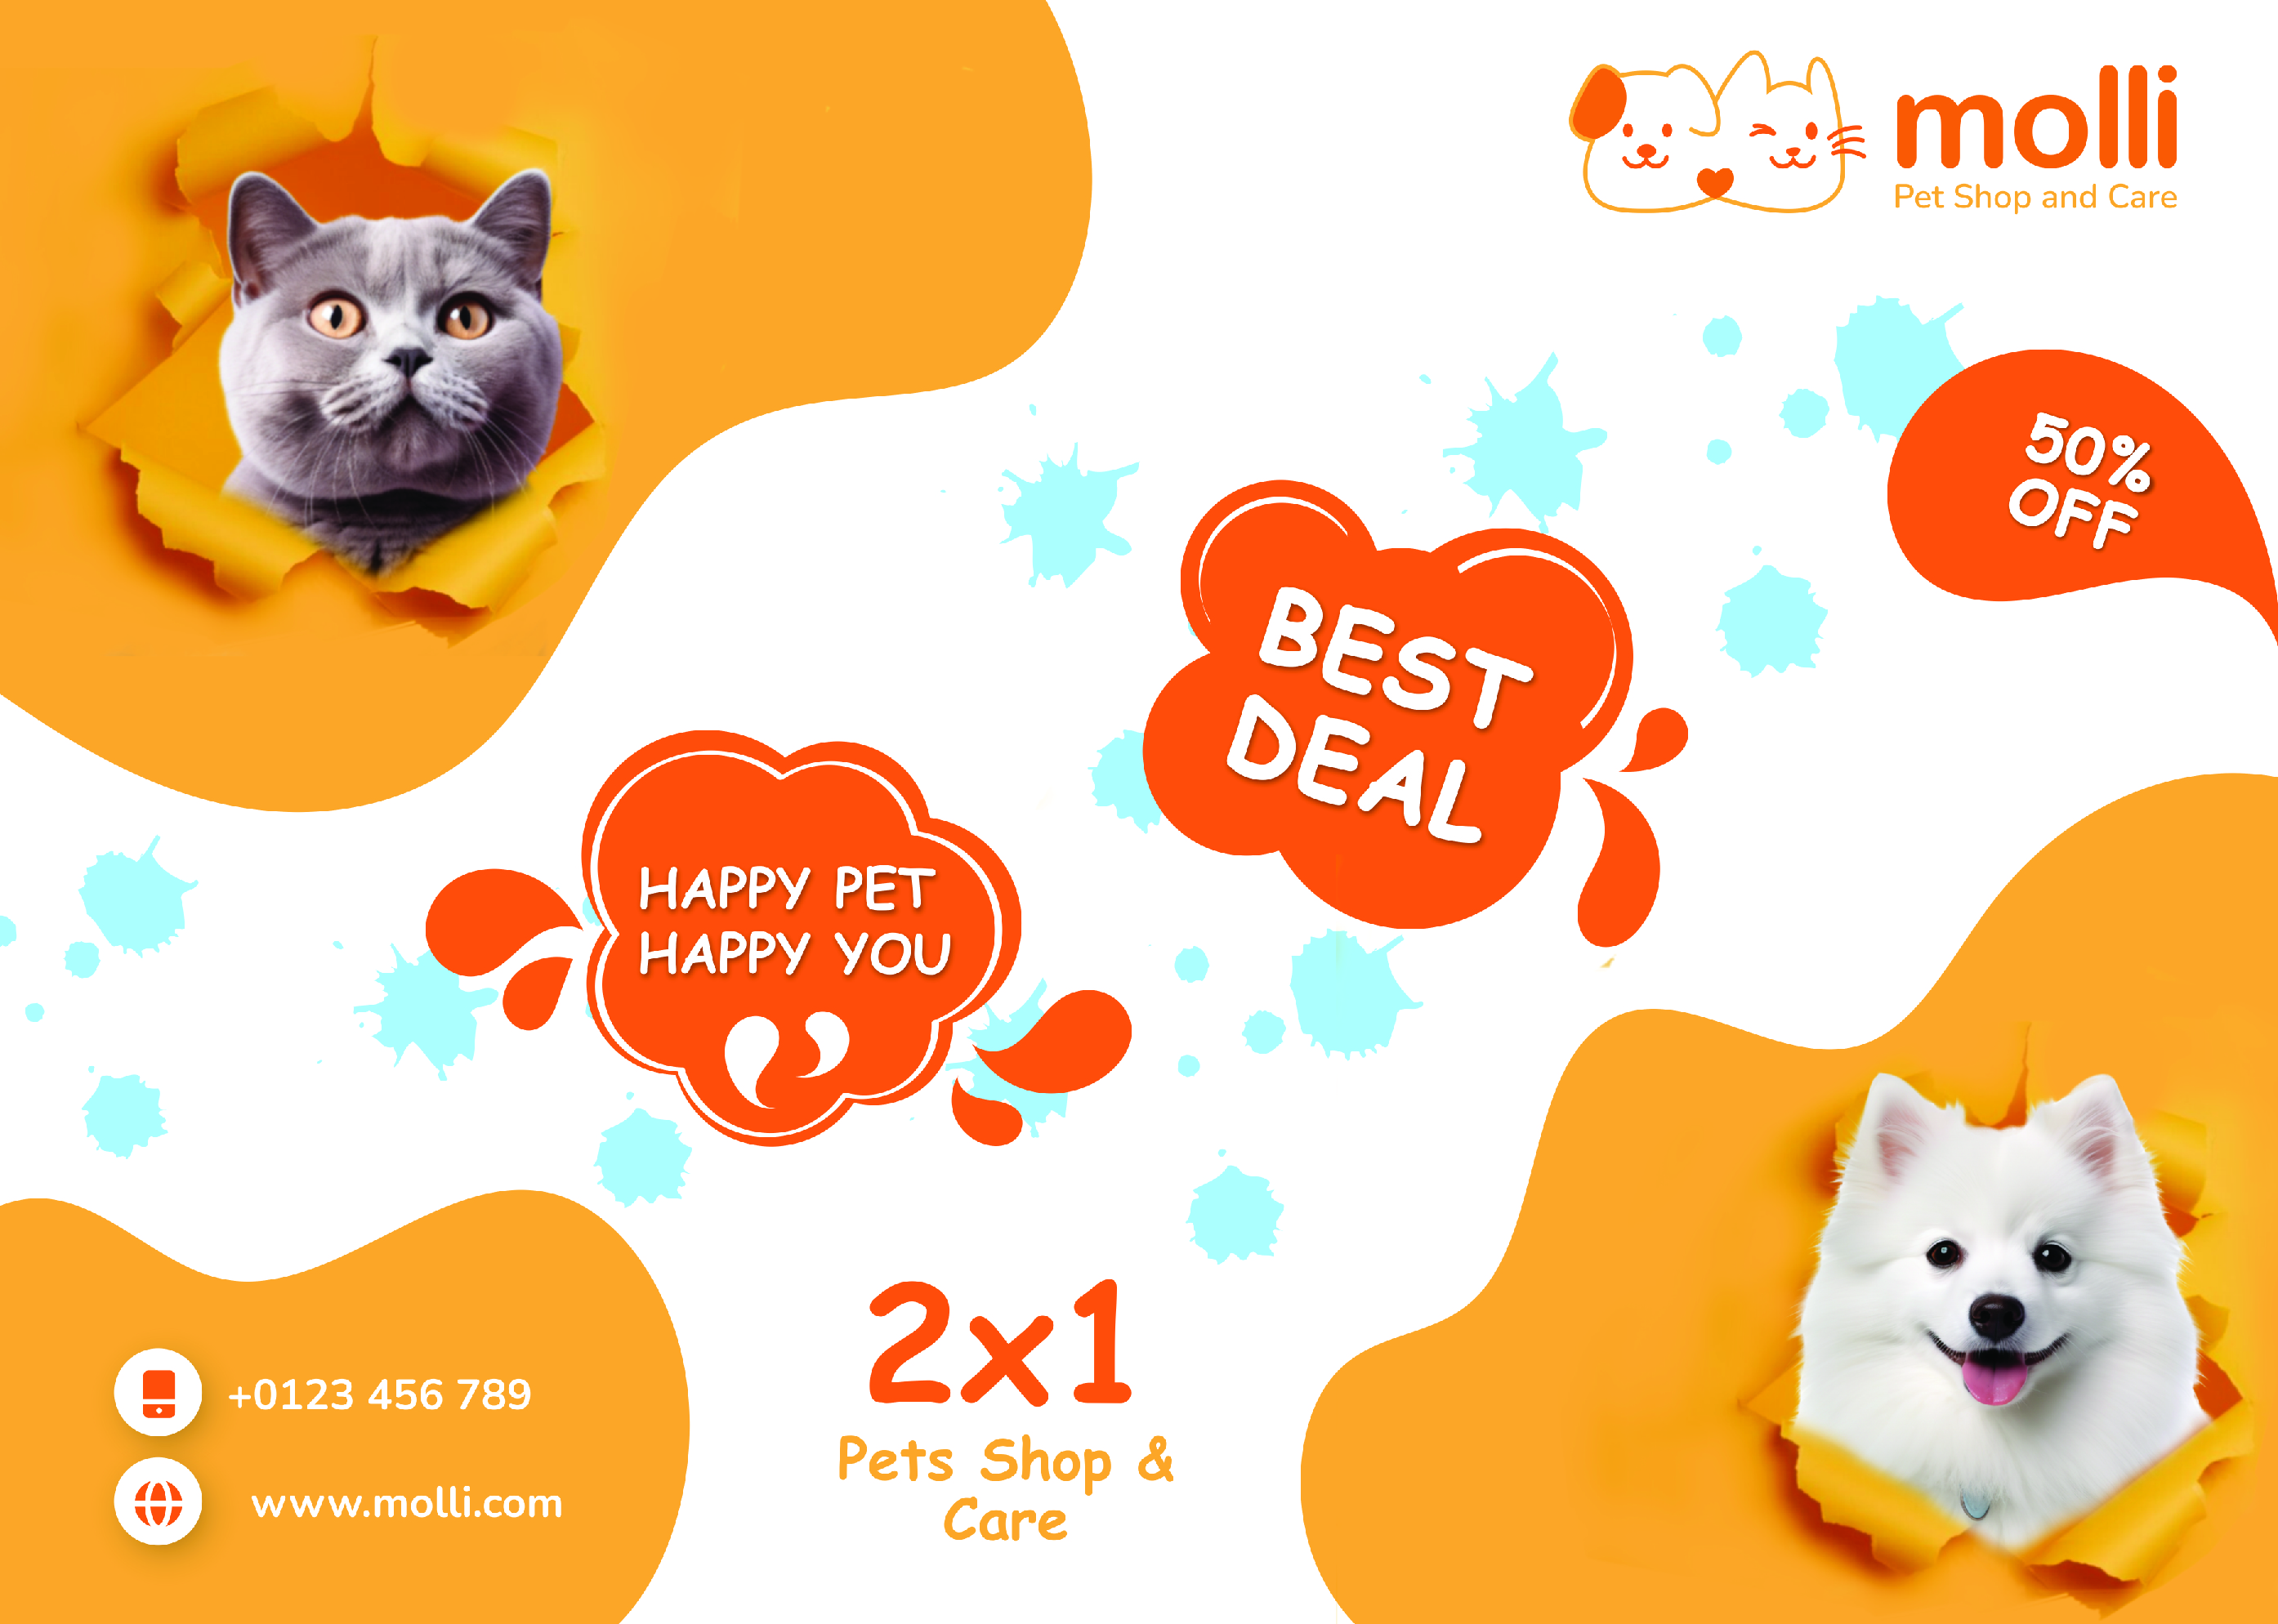 molli
Pet Shop and Care
50%
OFF
BEST
DEAL
HAPPY PET
HAPPY YOU
2x1
Pets Shop &
Care
+0123 456 789
www.molli.com